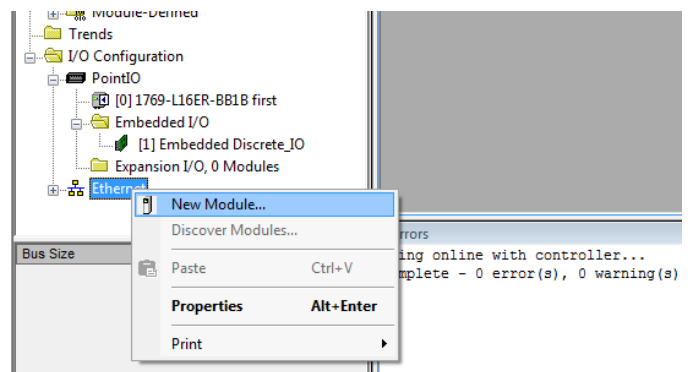 Module-Defined
Trends
I/O Configuration
PointIO
[0] 1769-L16ER-BB1B first
Embedded I/O
[1] Embedded Discrete_IO
Expansion I/O, 0 Modules
Ethernet
New Module...
Discover Modules...
Paste Ctrl+V
Properties Alt+Enter
Print
Bus Size
rrors
ing online with controller...
mplete - 0 error(s), 0 warning(s)